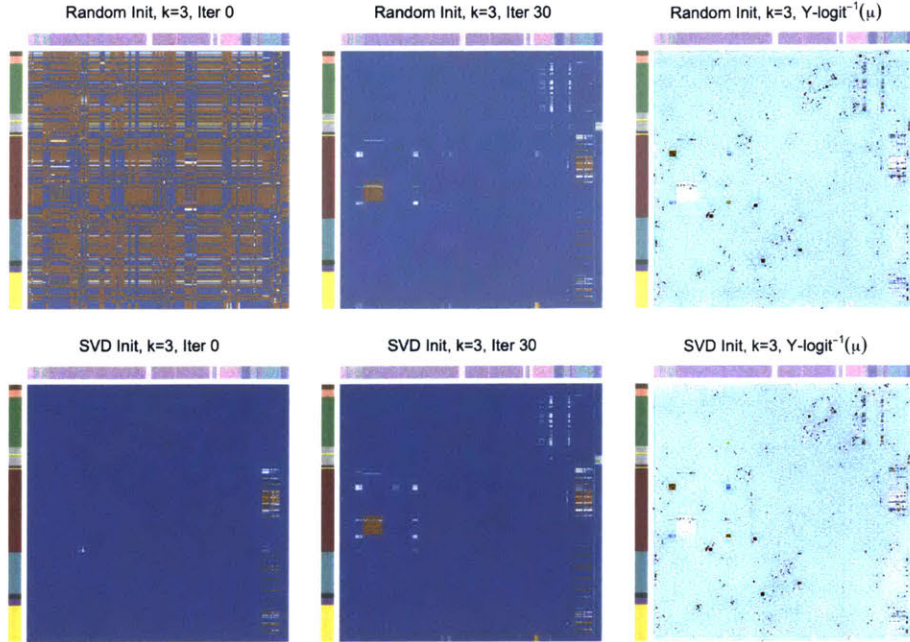 Random Init, k=3, Iter 0
Random Init, k=3, Iter 30
Random Init, k=3, Y-logit⁻¹(μ)
SVD Init, k=3, Iter 0
SVD Init, k=3, Iter 30
SVD Init, k=3, Y-logit⁻¹(μ)